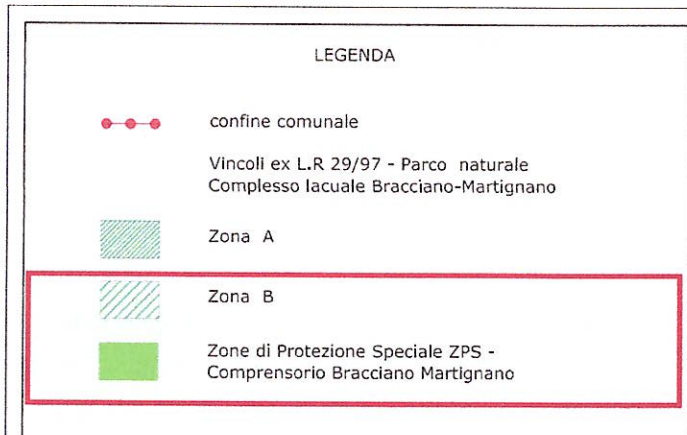 LEGENDA
confine comunale
Vincoli ex L.R 29/97 - Parco naturale
Complesso lacuale Bracciano-Martignano
Zona A
Zona B
Zone di Protezione Speciale ZPS -
Comprensorio Bracciano Martignano